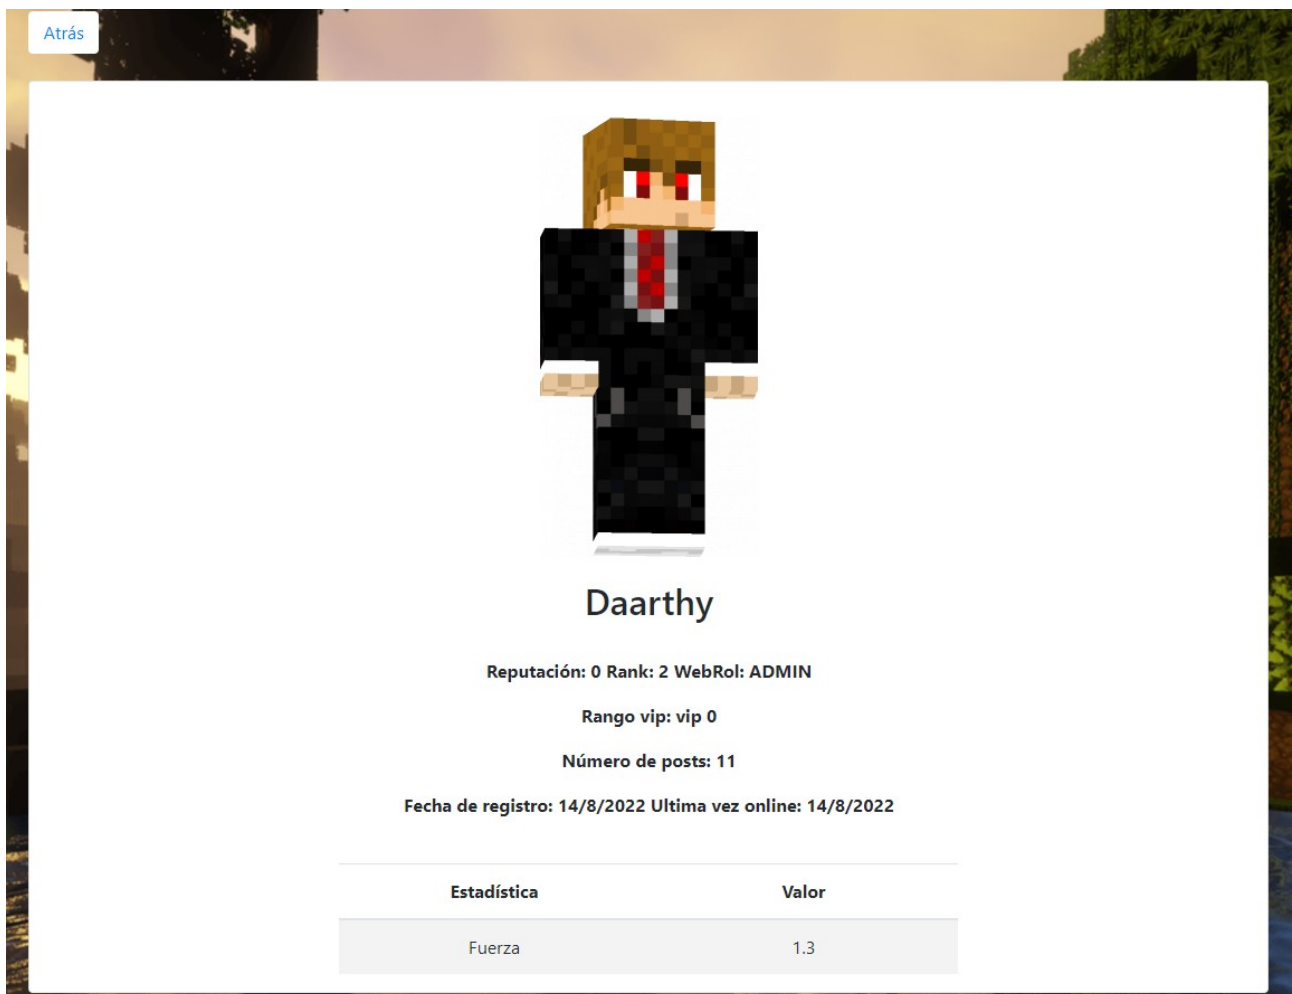 Atrás
Daarthy
Reputación: 0 Rank: 2 WebRol: ADMIN
Rango vip: vip 0
Número de posts: 11
Fecha de registro: 14/8/2022 Ultima vez online: 14/8/2022
Estadística Valor
Fuerza 1.3